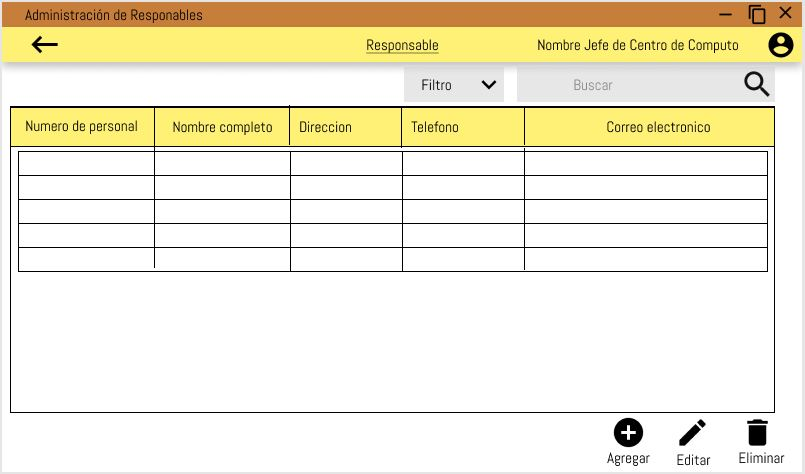 Administración de Responables
Responsable
Nombre Jefe de Centro de Computo
Filtro
Buscar
Numero de personal
Nombre completo
Direccion
Telefono
Correo electronico
Agregar
Editar
Eliminar